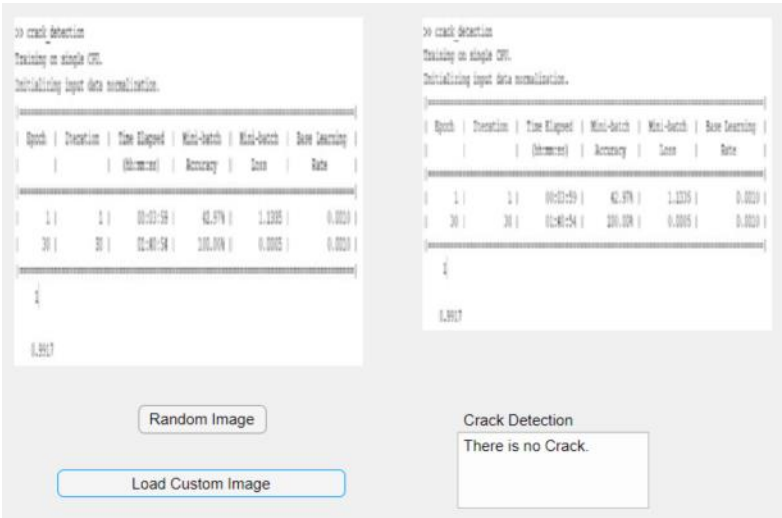 >> crack_detection
Training on single CPU.
Initializing input data normalization.
| Epoch | Iteration | Time Elapsed | Mini-batch | Mini-batch | Base Learning |
| | | (hh:mm:ss) | Accuracy | Loss | Rate |
| 1 | 1 | 00:03:59 | 42.97% | 1.1335 | 0.0010 |
| 30 | 30 | 01:40:54 | 100.00% | 0.0005 | 0.0010 |
1
0.9917
>> crack_detection
Training on single CPU.
Initializing input data normalization.
| Epoch | Iteration | Time Elapsed | Mini-batch | Mini-batch | Base Learning |
| | | (hh:mm:ss) | Accuracy | Loss | Rate |
| 1 | 1 | 00:03:59 | 42.97% | 1.1335 | 0.0010 |
| 30 | 30 | 01:40:54 | 100.00% | 0.0005 | 0.0010 |
1
0.9917
Random Image
Load Custom Image
Crack Detection
There is no Crack.